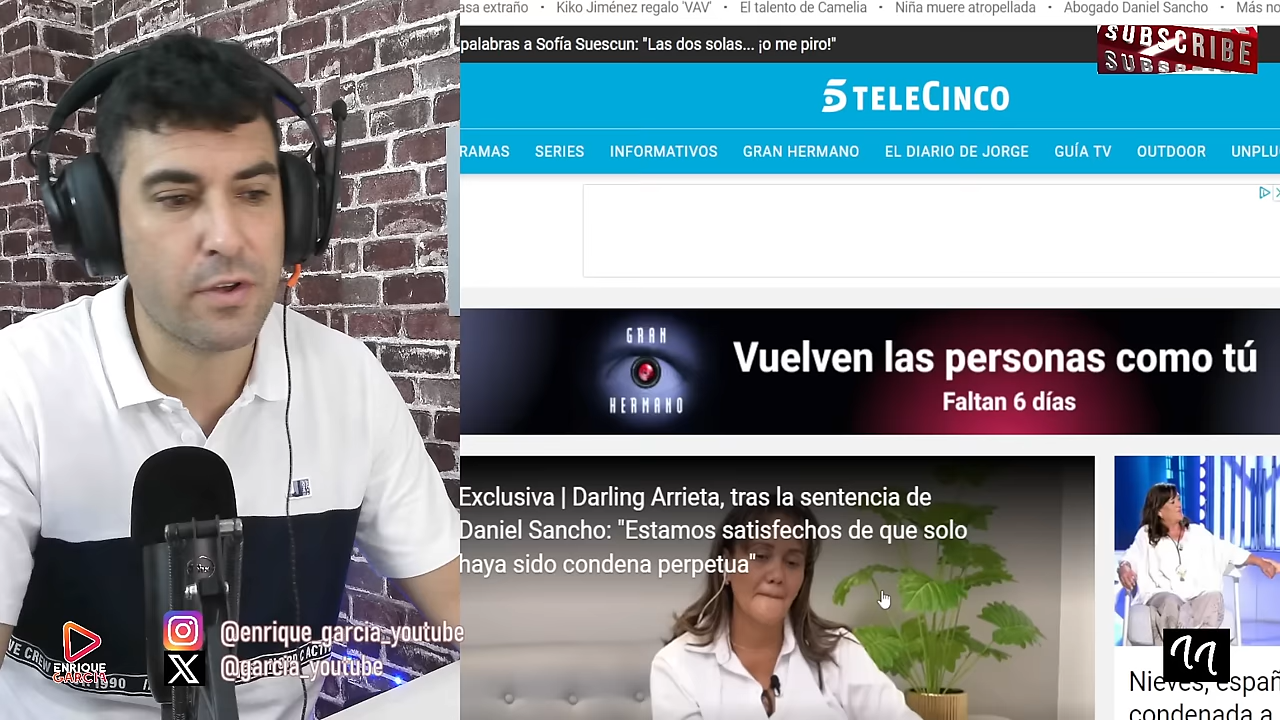 asa extraño • Kiko Jiménez regalo 'VAV' • El talento de Camelia • Niña muere atropellada • Abogado Daniel Sancho • Más no
palabras a Sofía Suescun: "Las dos solas... ¡o me piro!"
SUBSCRIBE
TELECINCO
RAMAS SERIES INFORMATIVOS GRAN HERMANO EL DIARIO DE JORGE GUÍA TV OUTDOOR UNPLU
GRAN
HERMANO
Vuelven las personas como tú
Faltan 6 días
Exclusiva | Darling Arrieta, tras la sentencia de
Daniel Sancho: "Estamos satisfechos de que solo
haya sido condena perpetua"
Nieves, españ
condenada a
@enrique_garcia_youtube
@garcia_youtube
ENRIQUE
GARCIA
1990